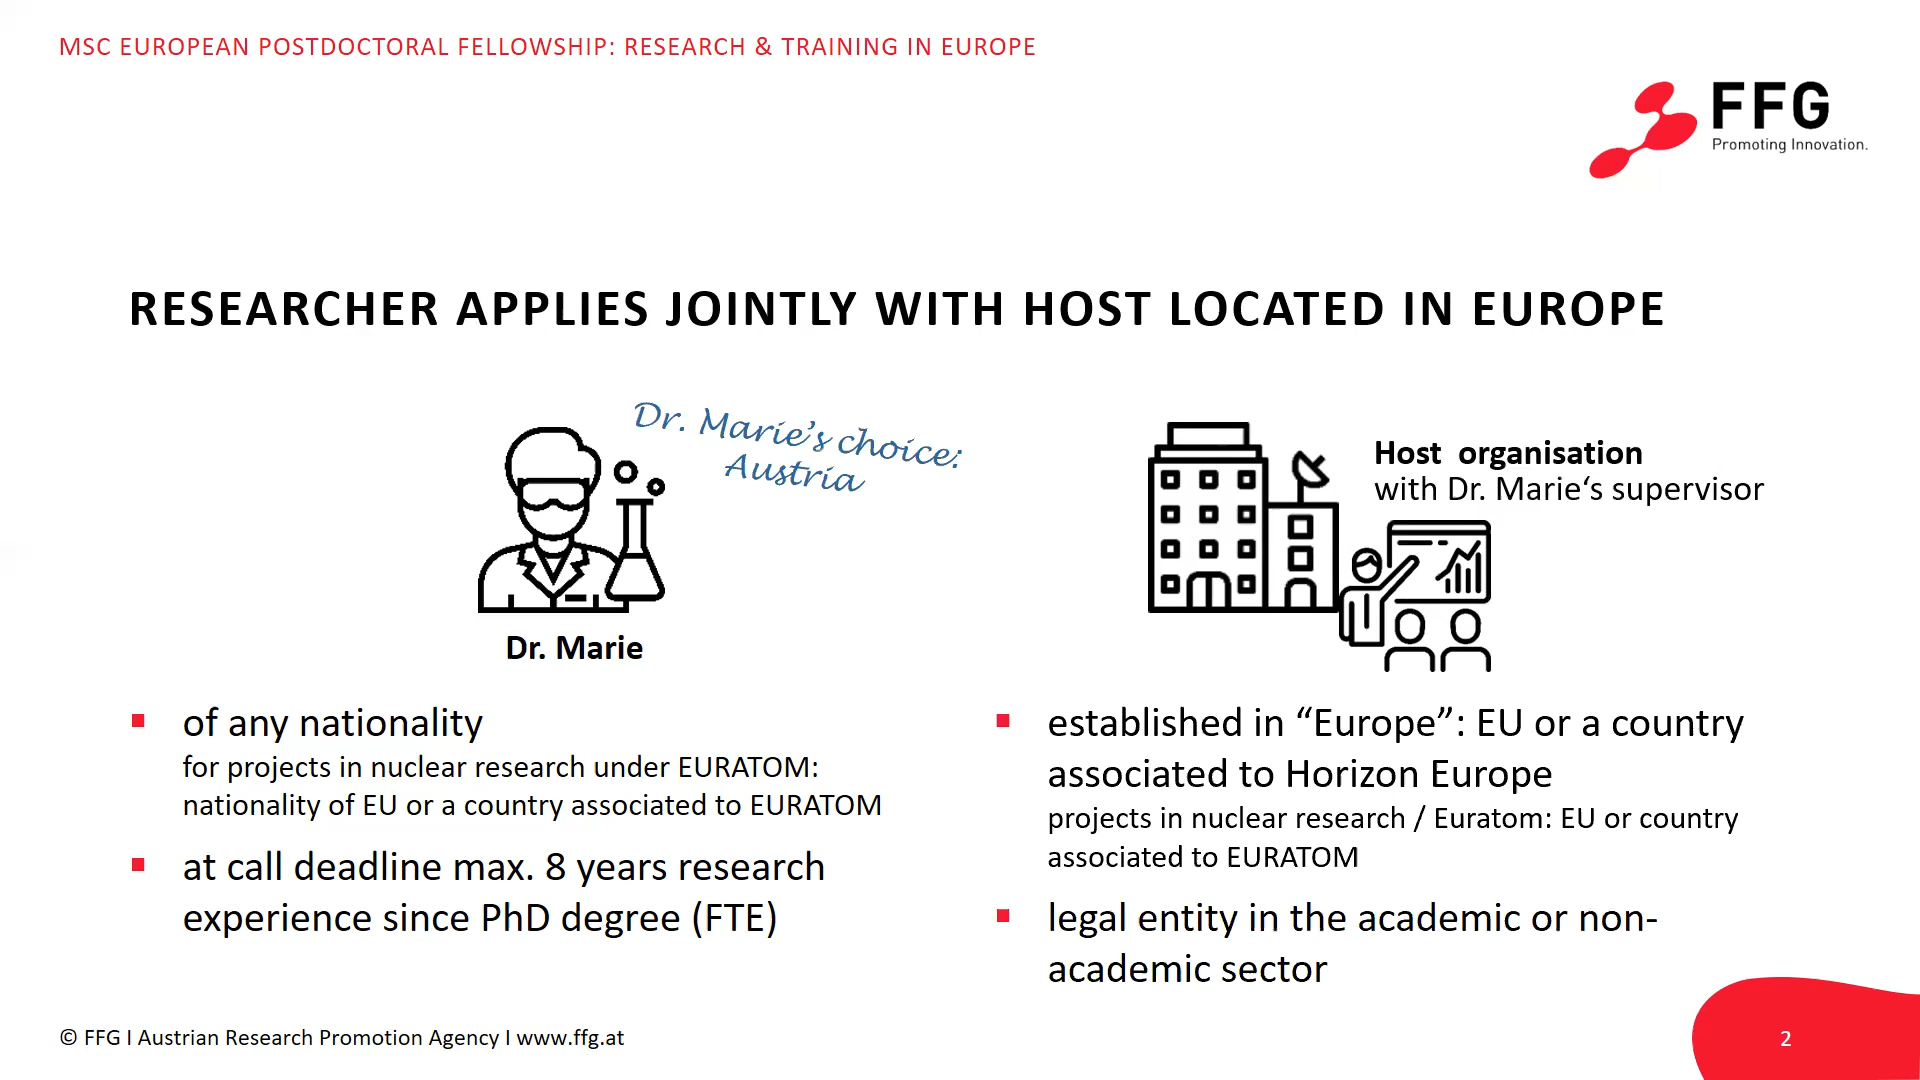 MSC EUROPEAN POSTDOCTORAL FELLOWSHIP: RESEARCH & TRAINING IN EUROPE
FFG
Promoting Innovation.
RESEARCHER APPLIES JOINTLY WITH HOST LOCATED IN EUROPE
Dr. Marie's choice:
Austria
Dr. Marie
▪ of any nationality
for projects in nuclear research under EURATOM:
nationality of EU or a country associated to EURATOM
▪ at call deadline max. 8 years research
experience since PhD degree (FTE)
Host organisation
with Dr. Marie‘s supervisor
▪ established in “Europe”: EU or a country
associated to Horizon Europe
projects in nuclear research / Euratom: EU or country
associated to EURATOM
▪ legal entity in the academic or non-
academic sector
© FFG I Austrian Research Promotion Agency I www.ffg.at
2